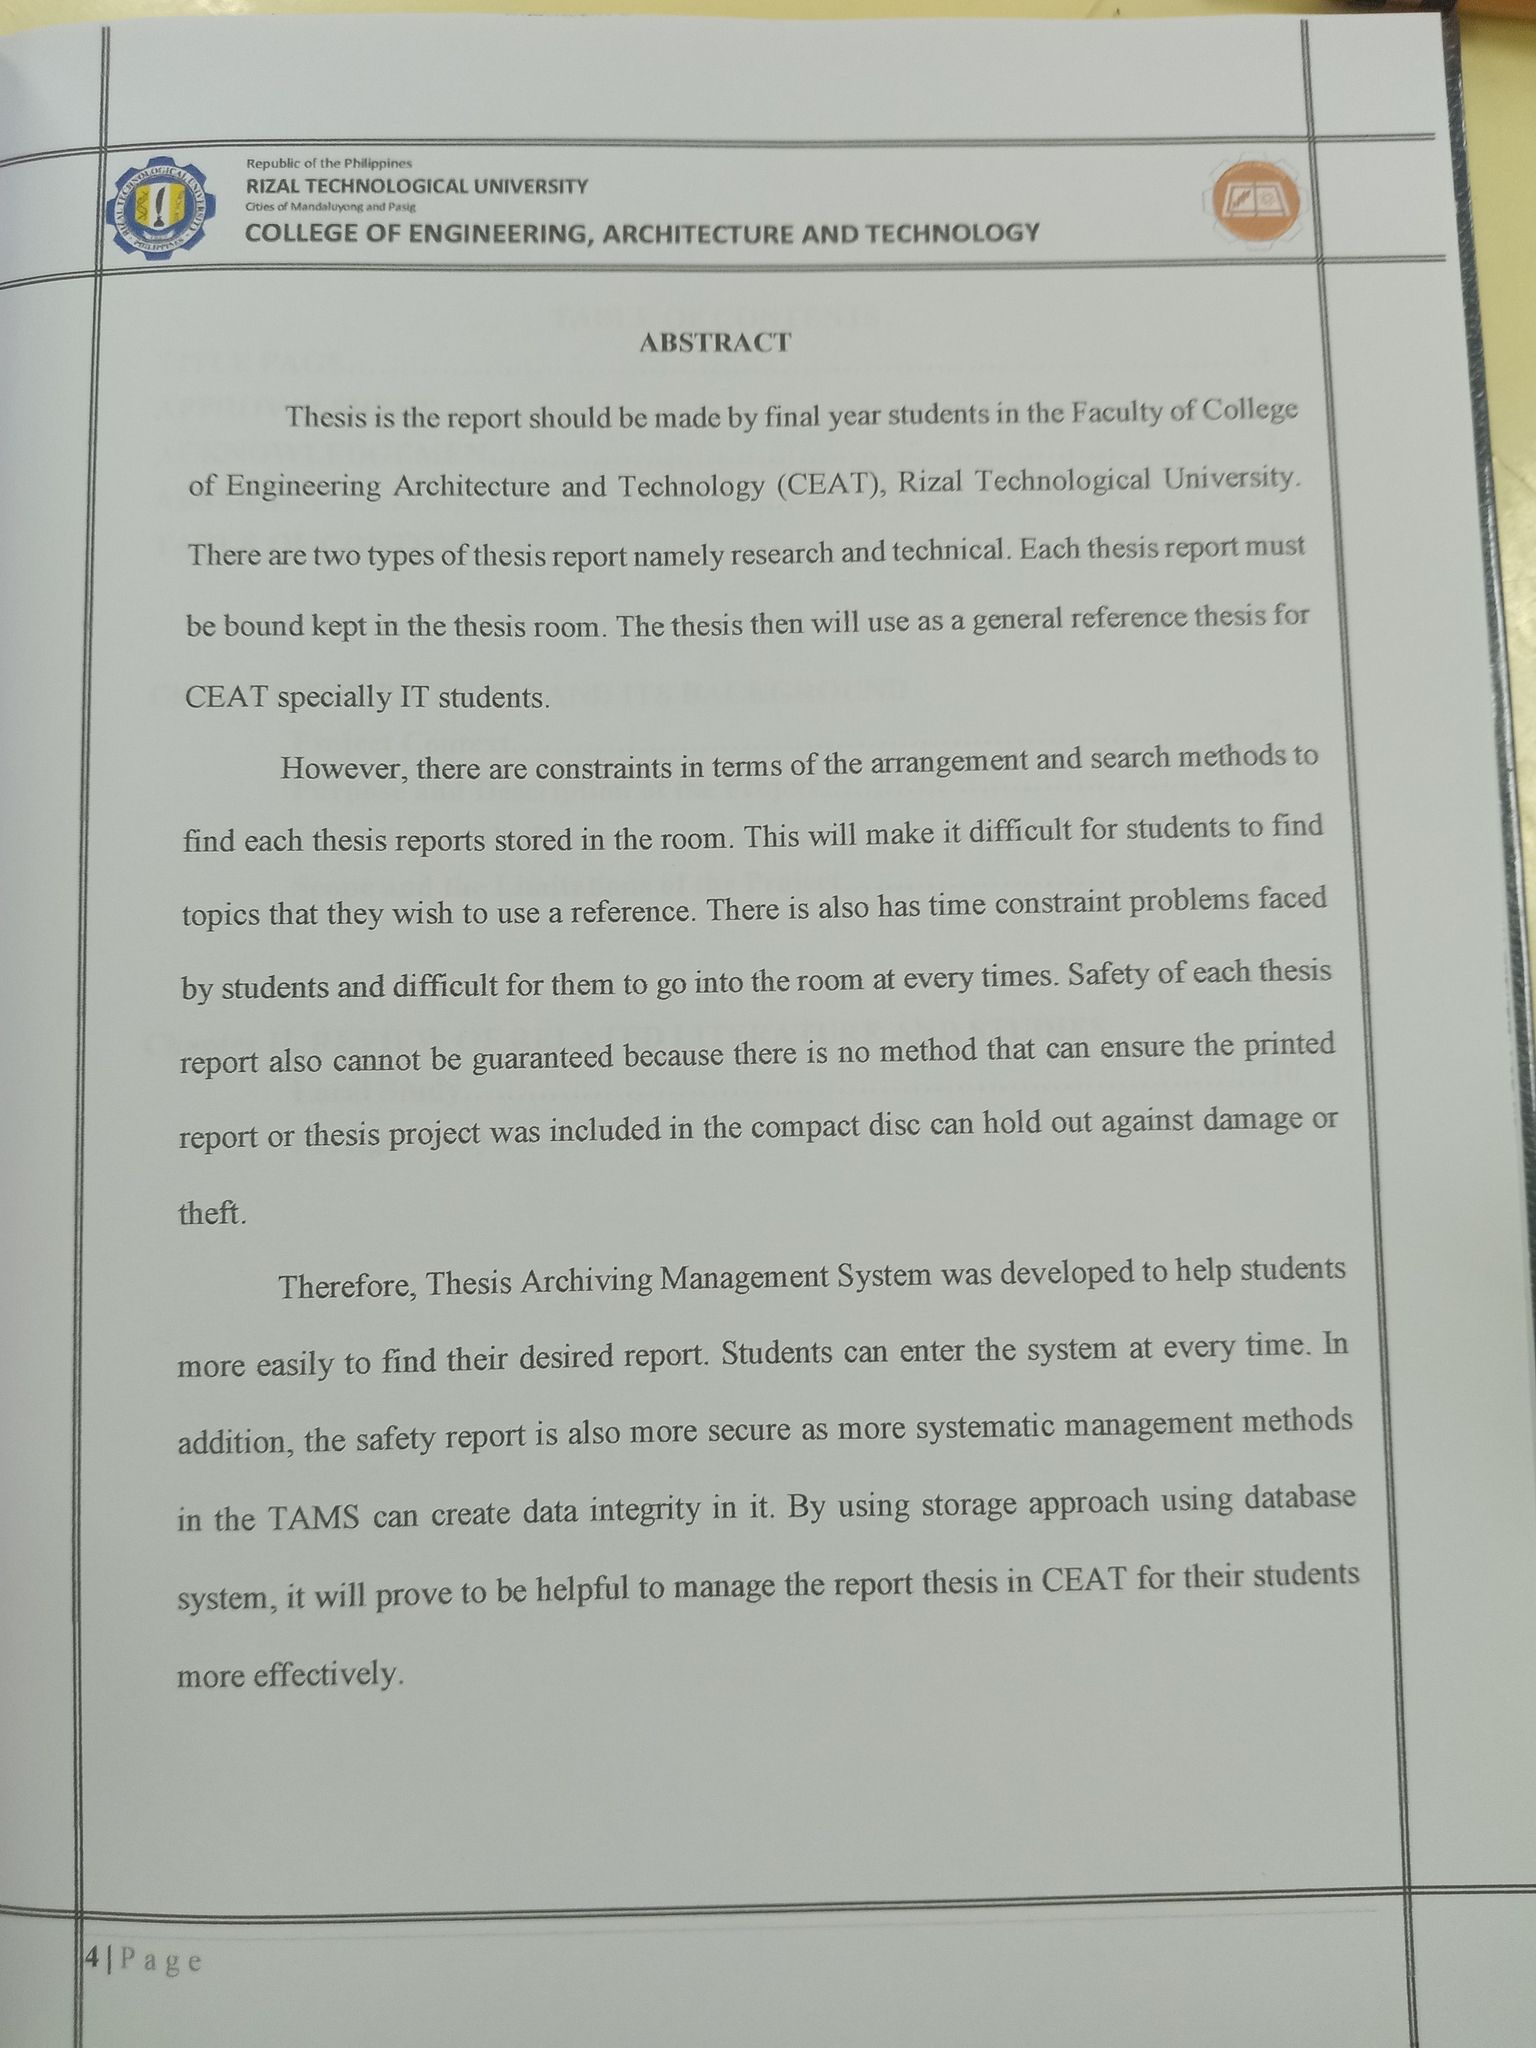 Republic of the Philippines
RIZAL TECHNOLOGICAL UNIVERSITY
Cities of Mandaluyong and Pasig
COLLEGE OF ENGINEERING, ARCHITECTURE AND TECHNOLOGY
RIZAL TECHNOLOGICAL UNIVERSITY
PHILIPPINES
ABSTRACT
Thesis is the report should be made by final year students in the Faculty of College
of Engineering Architecture and Technology (CEAT), Rizal Technological University.
There are two types of thesis report namely research and technical. Each thesis report must
be bound kept in the thesis room. The thesis then will use as a general reference thesis for
CEAT specially IT students.
However, there are constraints in terms of the arrangement and search methods to
find each thesis reports stored in the room. This will make it difficult for students to find
topics that they wish to use a reference. There is also has time constraint problems faced
by students and difficult for them to go into the room at every times. Safety of each thesis
report also cannot be guaranteed because there is no method that can ensure the printed
report or thesis project was included in the compact disc can hold out against damage or
theft.
Therefore, Thesis Archiving Management System was developed to help students
more easily to find their desired report. Students can enter the system at every time. In
addition, the safety report is also more secure as more systematic management methods
in the TAMS can create data integrity in it. By using storage approach using database
system, it will prove to be helpful to manage the report thesis in CEAT for their students
more effectively.
4 | Page